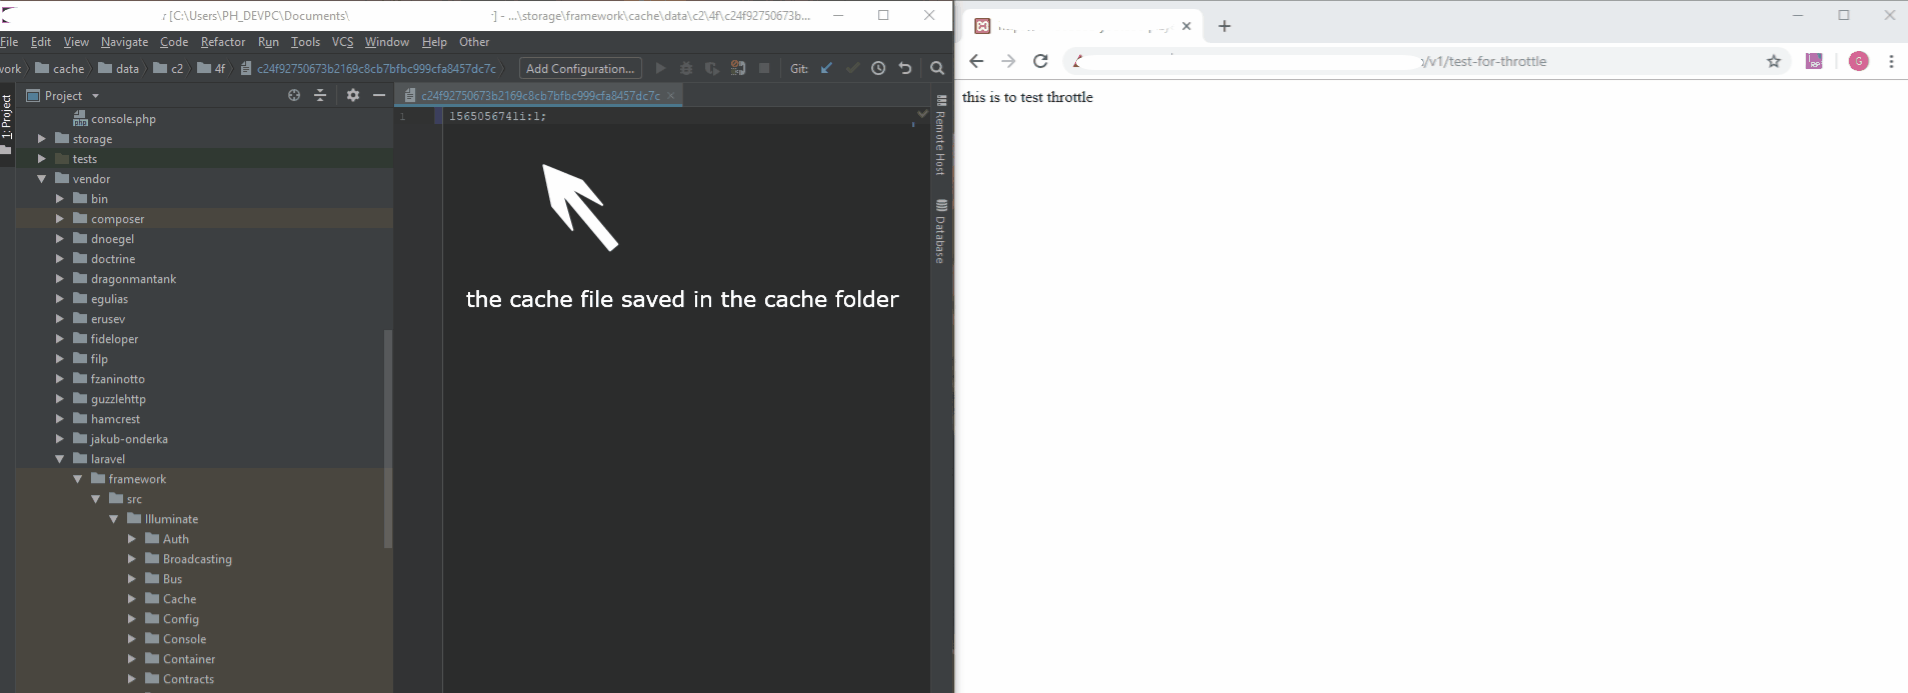 [C:\Users\PH_DEVPC\Documents\
] - ...\storage\framework\cache\data\c2\4f\c24f92750673b...
File Edit View Navigate Code Refactor Run Tools VCS Window Help Other
work cache data c2 4f c24f92750673b2169c8cb7bfbc999cfa8457dc7c Add Configuration... Git:
1: Project
Project
c24f92750673b2169c8cb7bfbc999cfa8457dc7c
console.php
storage
tests
vendor
bin
composer
dnoegel
doctrine
dragonmantank
egulias
erusev
fideloper
filp
fzaninotto
guzzlehttp
hamcrest
jakub-onderka
laravel
framework
src
Illuminate
Auth
Broadcasting
Bus
Cache
Config
Console
Container
Contracts
1
1565056741i:1;
the cache file saved in the cache folder
Remote Host
Database
/v1/test-for-throttle
RP
G
this is to test throttle